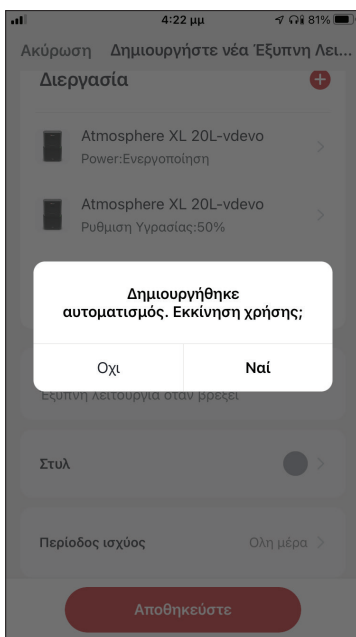 4:22 μμ 81%
Ακύρωση Δημιουργήστε νέα Έξυπνη Λει...
Διεργασία
Atmosphere XL 20L-vdevo
Power:Ενεργοποίηση
Atmosphere XL 20L-vdevo
Ρυθμιση Υγρασίας:50%
Δημιουργήθηκε
αυτοματισμός. Εκκίνηση χρήσης;
Οχι Ναί
Έξυπνη λειτουργία όταν βρέξει
Στυλ
Περίοδος ισχύος Ολη μέρα
Αποθηκεύστε